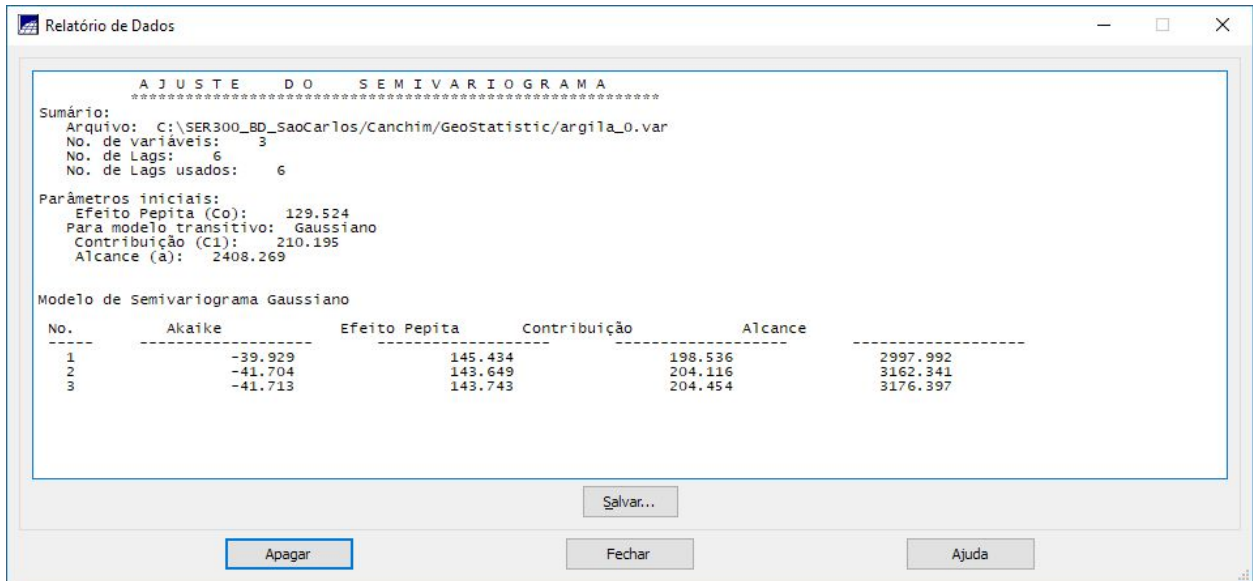 Relatório de Dados
A J U S T E D O S E M I V A R I O G R A M A
**********************************************************
Sumário:
Arquivo: C:\SER300_BD_SaoCarlos/Canchim/GeoStatistic/argila_0.var
No. de variáveis: 3
No. de Lags: 6
No. de Lags usados: 6
Parâmetros iniciais:
Efeito Pepita (Co): 129.524
Para modelo transitivo: Gaussiano
Contribuição (C1): 210.195
Alcance (a): 2408.269
Modelo de Semivariograma Gaussiano
No. Akaike Efeito Pepita Contribuição Alcance
----- ------------------- ------------------- ------------------- -------------------
1 -39.929 145.434 198.536 2997.992
2 -41.704 143.649 204.116 3162.341
3 -41.713 143.743 204.454 3176.397
Salvar...
Apagar Fechar Ajuda